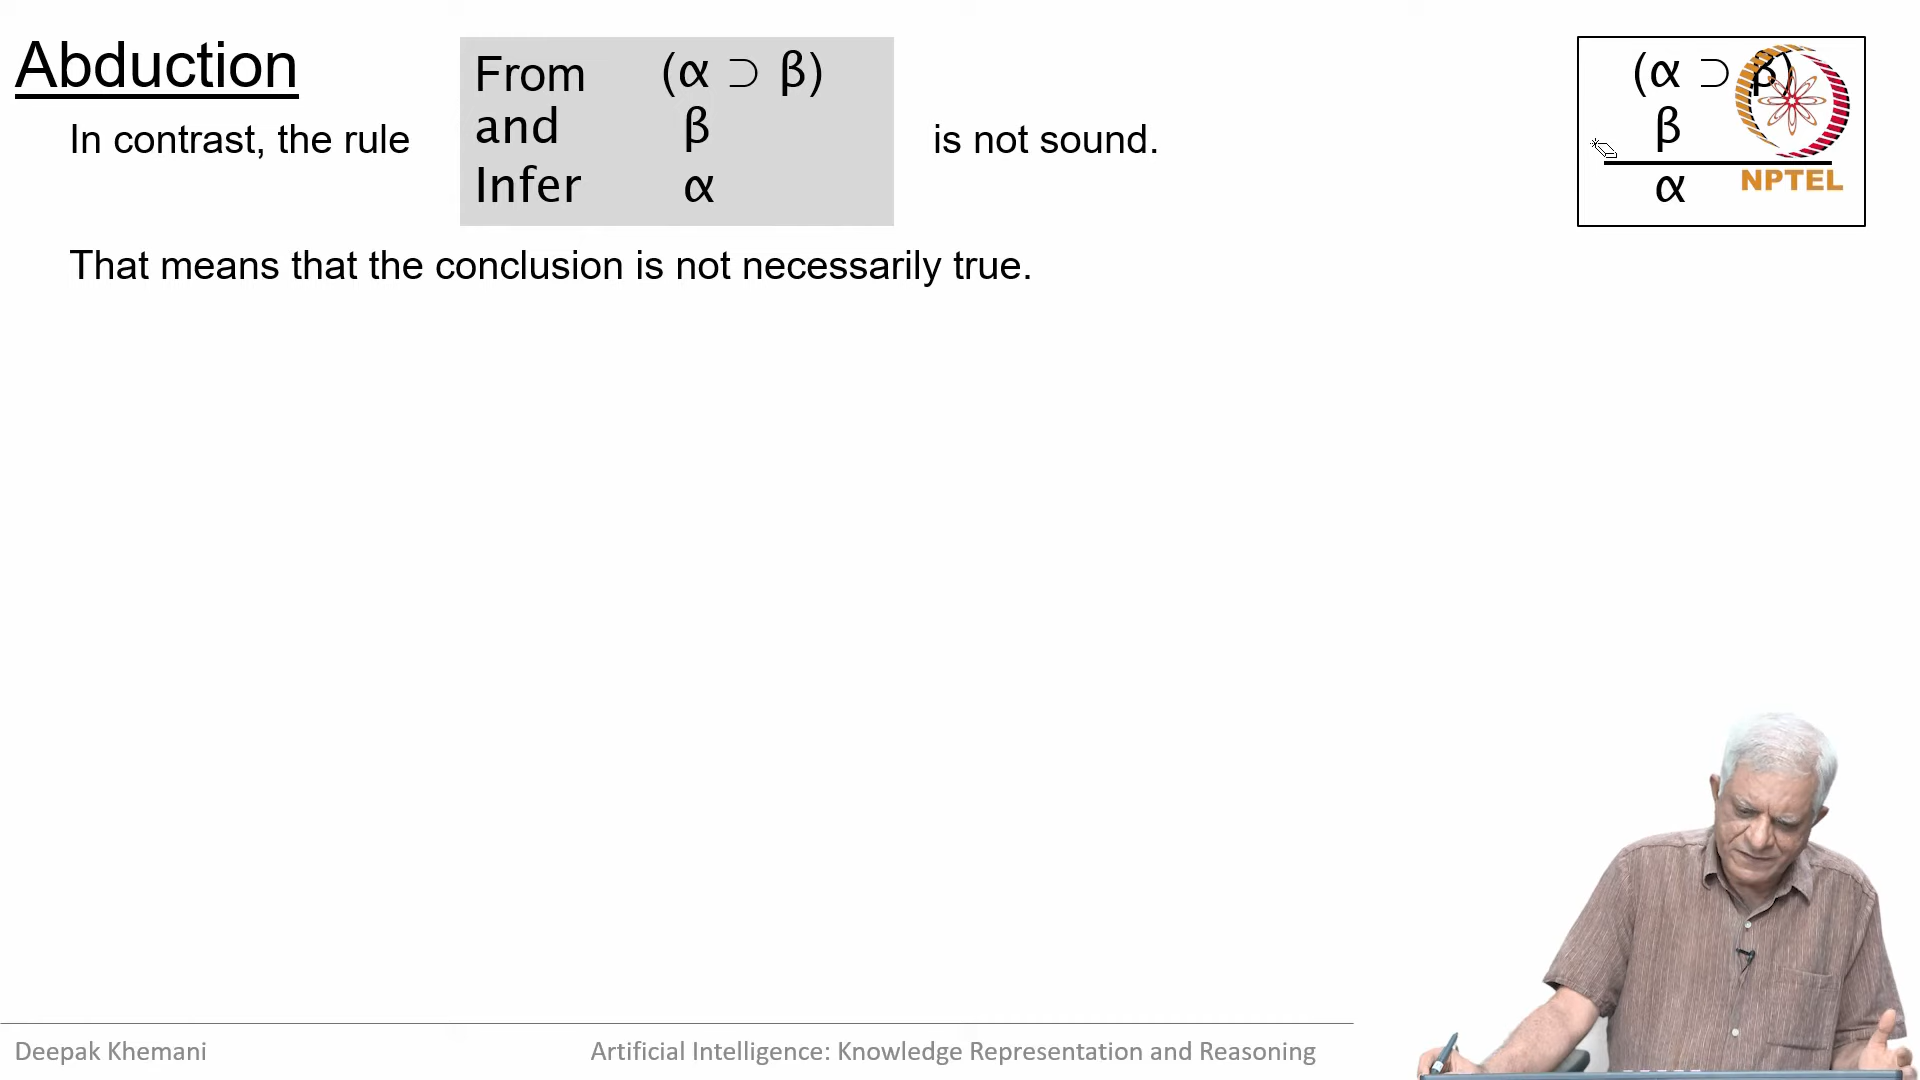 Abduction
From (α ⊃ β)
In contrast, the rule and β is not sound.
Infer α
(α ⊃ β)
β
α
NPTEL
That means that the conclusion is not necessarily true.
Deepak Khemani
Artificial Intelligence: Knowledge Representation and Reasoning